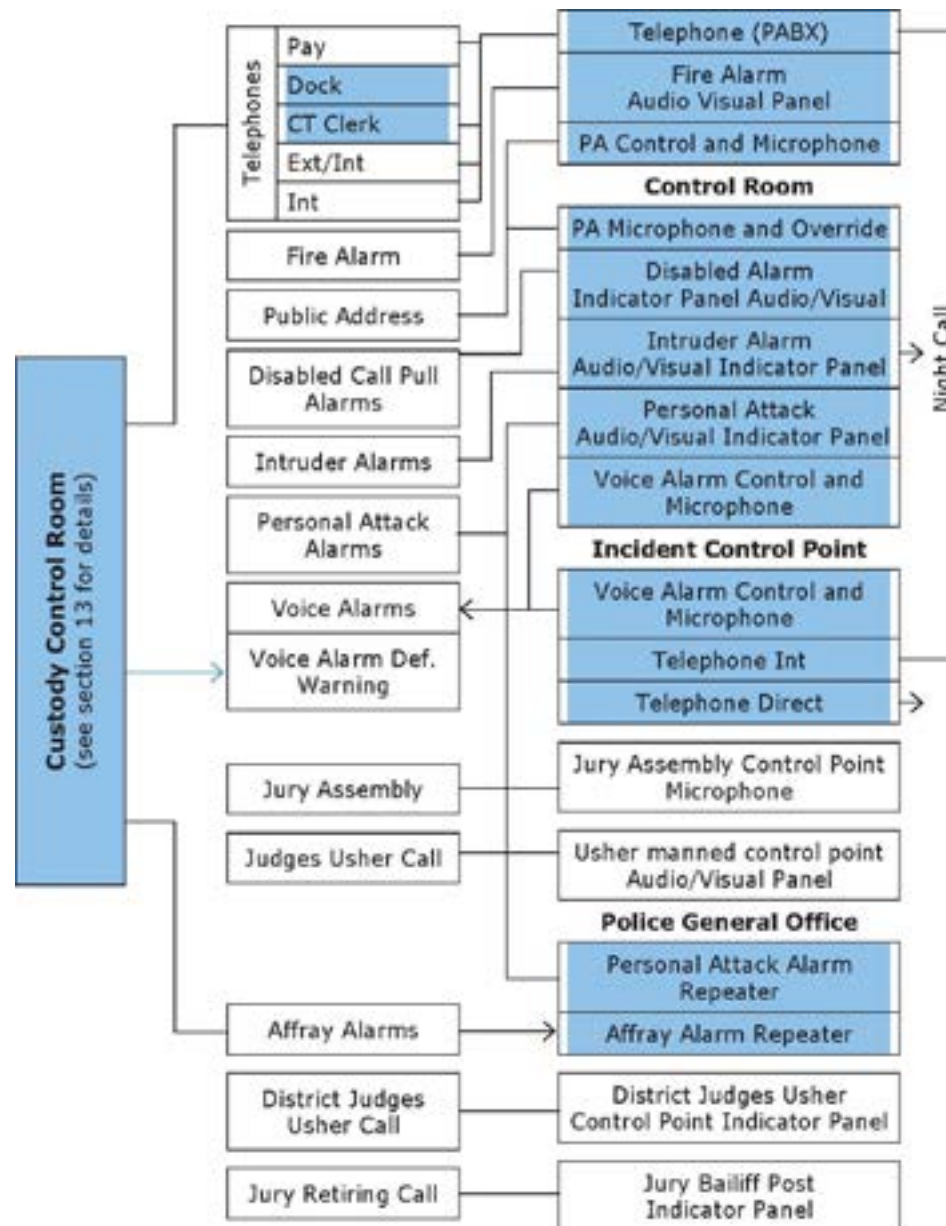 Telephones
Pay
Dock
CT Clerk
Ext/Int
Int
Fire Alarm
Public Address
Disabled Call Pull
Alarms
Intruder Alarms
Personal Attack
Alarms
Voice Alarms
Voice Alarm Def.
Warning
Jury Assembly
Judges Usher Call
Affray Alarms
District Judges
Usher Call
Jury Retiring Call
Custody Control Room
(see section 13 for details)
Telephone (PABX)
Fire Alarm
Audio Visual Panel
PA Control and Microphone
Control Room
PA Microphone and Override
Disabled Alarm
Indicator Panel Audio/Visual
Intruder Alarm
Audio/Visual Indicator Panel
Personal Attack
Audio/Visual Indicator Panel
Voice Alarm Control and
Microphone
Incident Control Point
Voice Alarm Control and
Microphone
Telephone Int
Telephone Direct
Jury Assembly Control Point
Microphone
Usher manned control point
Audio/Visual Panel
Police General Office
Personal Attack Alarm
Repeater
Affray Alarm Repeater
District Judges Usher
Control Point Indicator Panel
Jury Bailiff Post
Indicator Panel
Night Call